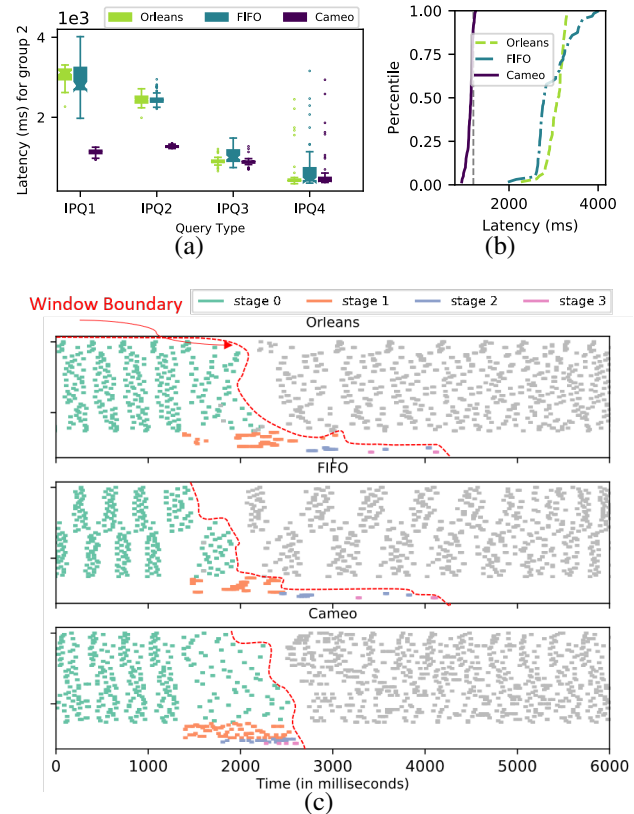 1e3
Orleans FIFO Cameo
Latency (ms) for group 2
4
2
IPQ1 IPQ2 IPQ3 IPQ4
Query Type
(a)
Percentile
1.00
0.75
0.50
0.25
0.00
Orleans
FIFO
Cameo
2000 4000
Latency (ms)
(b)
stage 0 stage 1 stage 2 stage 3
Window Boundary
Orleans
FIFO
Cameo
0 1000 2000 3000 4000 5000 6000
Time (in milliseconds)
(c)